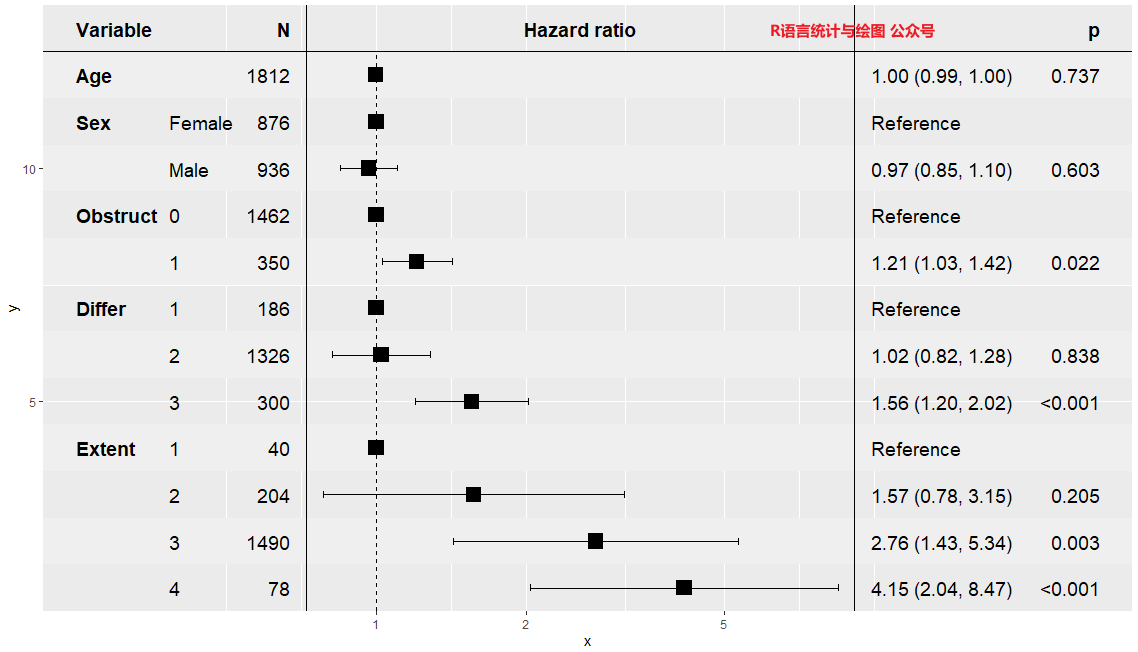 Variable N Hazard ratio R语言统计与绘图 公众号 p
Age 1812 1.00 (0.99, 1.00) 0.737
Sex Female 876 Reference
Male 936 0.97 (0.85, 1.10) 0.603
10
Obstruct 0 1462 Reference
1 350 1.21 (1.03, 1.42) 0.022
y
Differ 1 186 Reference
2 1326 1.02 (0.82, 1.28) 0.838
5
3 300 1.56 (1.20, 2.02) <0.001
Extent 1 40 Reference
2 204 1.57 (0.78, 3.15) 0.205
3 1490 2.76 (1.43, 5.34) 0.003
4 78 4.15 (2.04, 8.47) <0.001
1 2 5
x